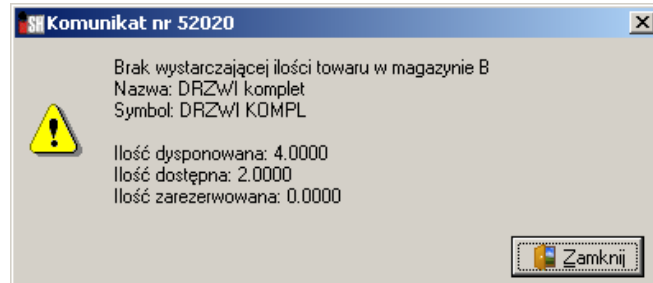 SH Komunikat nr 52020
Brak wystarczającej ilości towaru w magazynie B
Nazwa: DRZWI komplet
Symbol: DRZWI KOMPL
Ilość dysponowana: 4.0000
Ilość dostępna: 2.0000
Ilość zarezerwowana: 0.0000
Zamknij